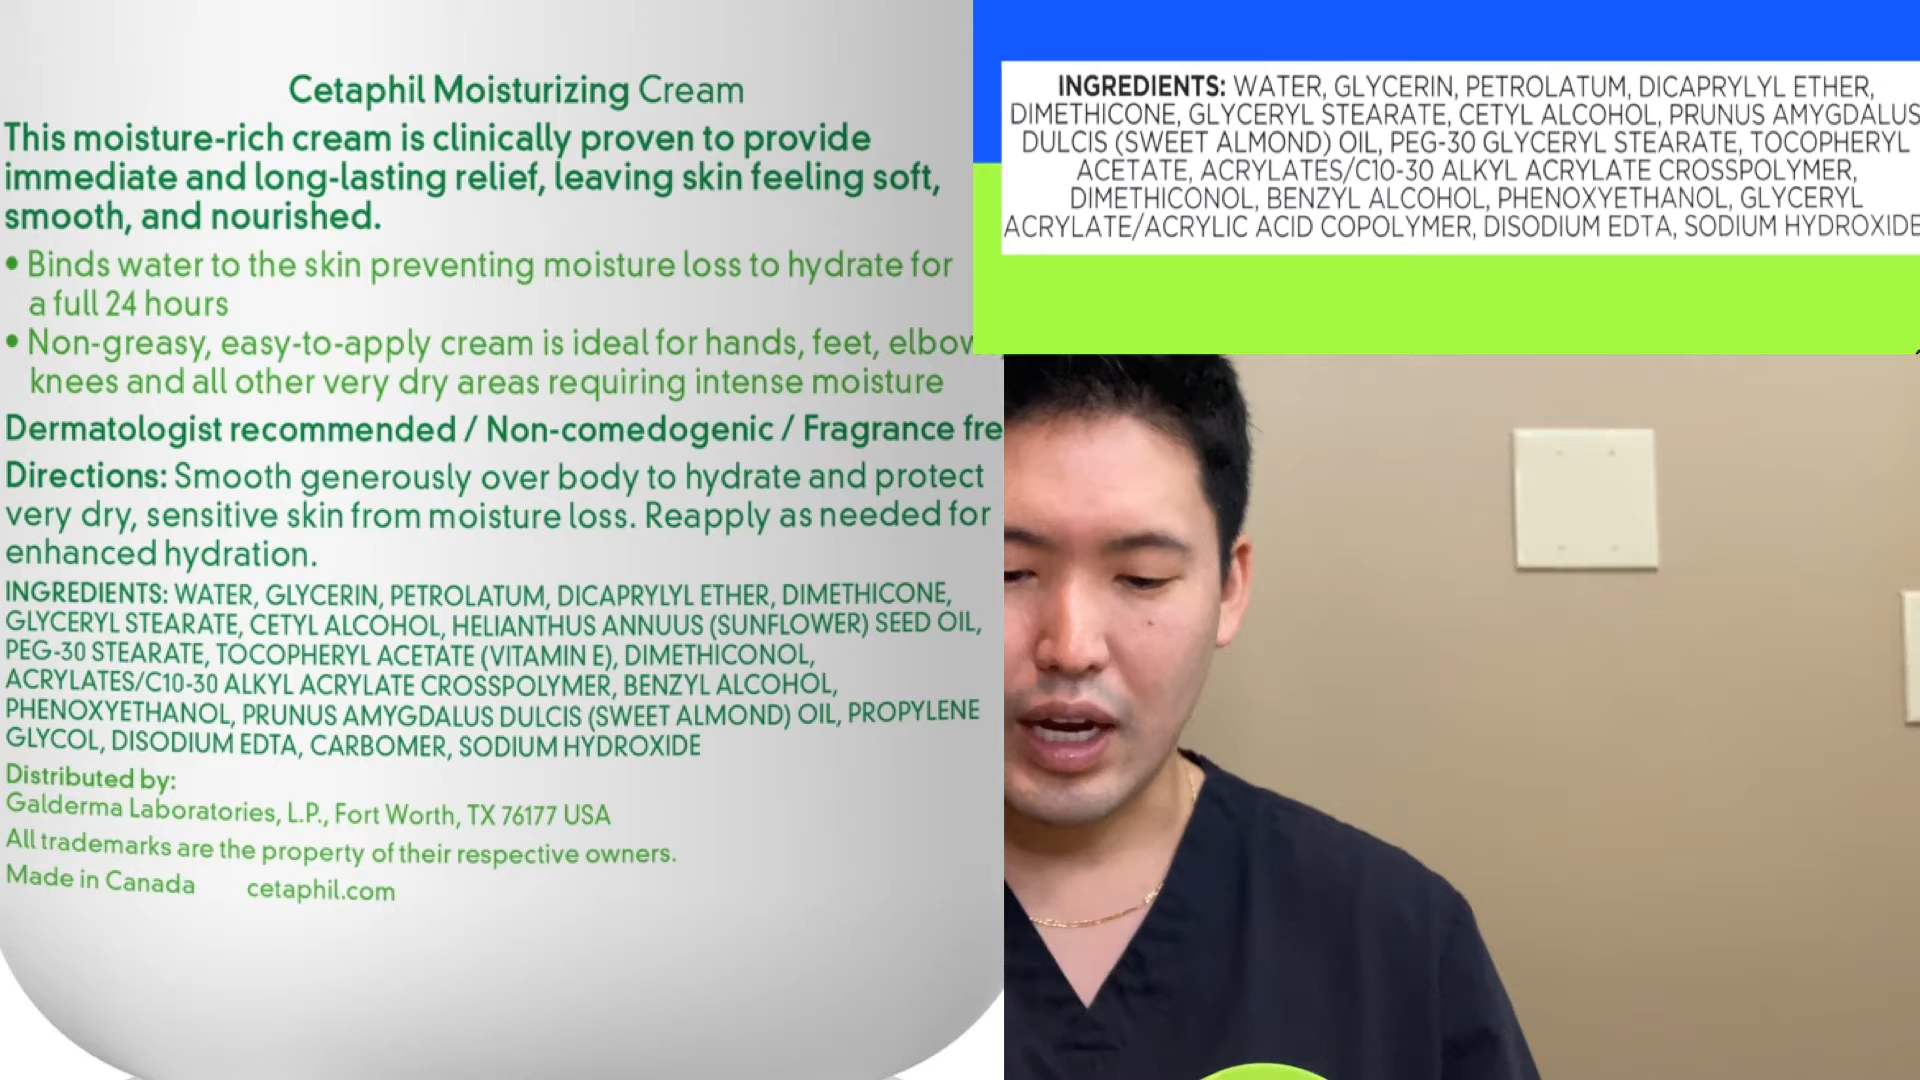 Cetaphil Moisturizing Cream
This moisture-rich cream is clinically proven to provide
immediate and long-lasting relief, leaving skin feeling soft,
smooth, and nourished.
• Binds water to the skin preventing moisture loss to hydrate for
a full 24 hours
• Non-greasy, easy-to-apply cream is ideal for hands, feet,
knees and all other very dry areas requiring intense moisture
Dermatologist recommended / Non-comedogenic / Fragrance fre
Directions: Smooth generously over body to hydrate and protect
very dry, sensitive skin from moisture loss. Reapply as needed for
enhanced hydration.
INGREDIENTS: WATER, GLYCERIN, PETROLATUM, DICAPRYLYL ETHER, DIMETHICONE,
GLYCERYL STEARATE, CETYL ALCOHOL, HELIANTHUS ANNUUS (SUNFLOWER) SEED OIL,
PEG-30 STEARATE, TOCOPHERYL ACETATE (VITAMIN E), DIMETHICONOL,
ACRYLATES/C10-30 ALKYL ACRYLATE CROSSPOLYMER, BENZYL ALCOHOL,
PHENOXYETHANOL, PRUNUS AMYGDALUS DULCIS (SWEET ALMOND) OIL, PROPYLENE
GLYCOL, DISODIUM EDTA, CARBOMER, SODIUM HYDROXIDE
Distributed by:
Galderma Laboratories, L.P., Fort Worth, TX 76177 USA
All trademarks are the property of their respective owners.
Made in Canada cetaphil.com
INGREDIENTS: WATER, GLYCERIN, PETROLATUM, DICAPRYLYL ETHER,
DIMETHICONE, GLYCERYL STEARATE, CETYL ALCOHOL, PRUNUS AMYGDALUS
DULCIS (SWEET ALMOND) OIL, PEG-30 GLYCERYL STEARATE, TOCOPHERYL
ACETATE, ACRYLATES/C10-30 ALKYL ACRYLATE CROSSPOLYMER,
DIMETHICONOL, BENZYL ALCOHOL, PHENOXYETHANOL, GLYCERYL
ACRYLATE/ACRYLIC ACID COPOLYMER, DISODIUM EDTA, SODIUM HYDROXIDE